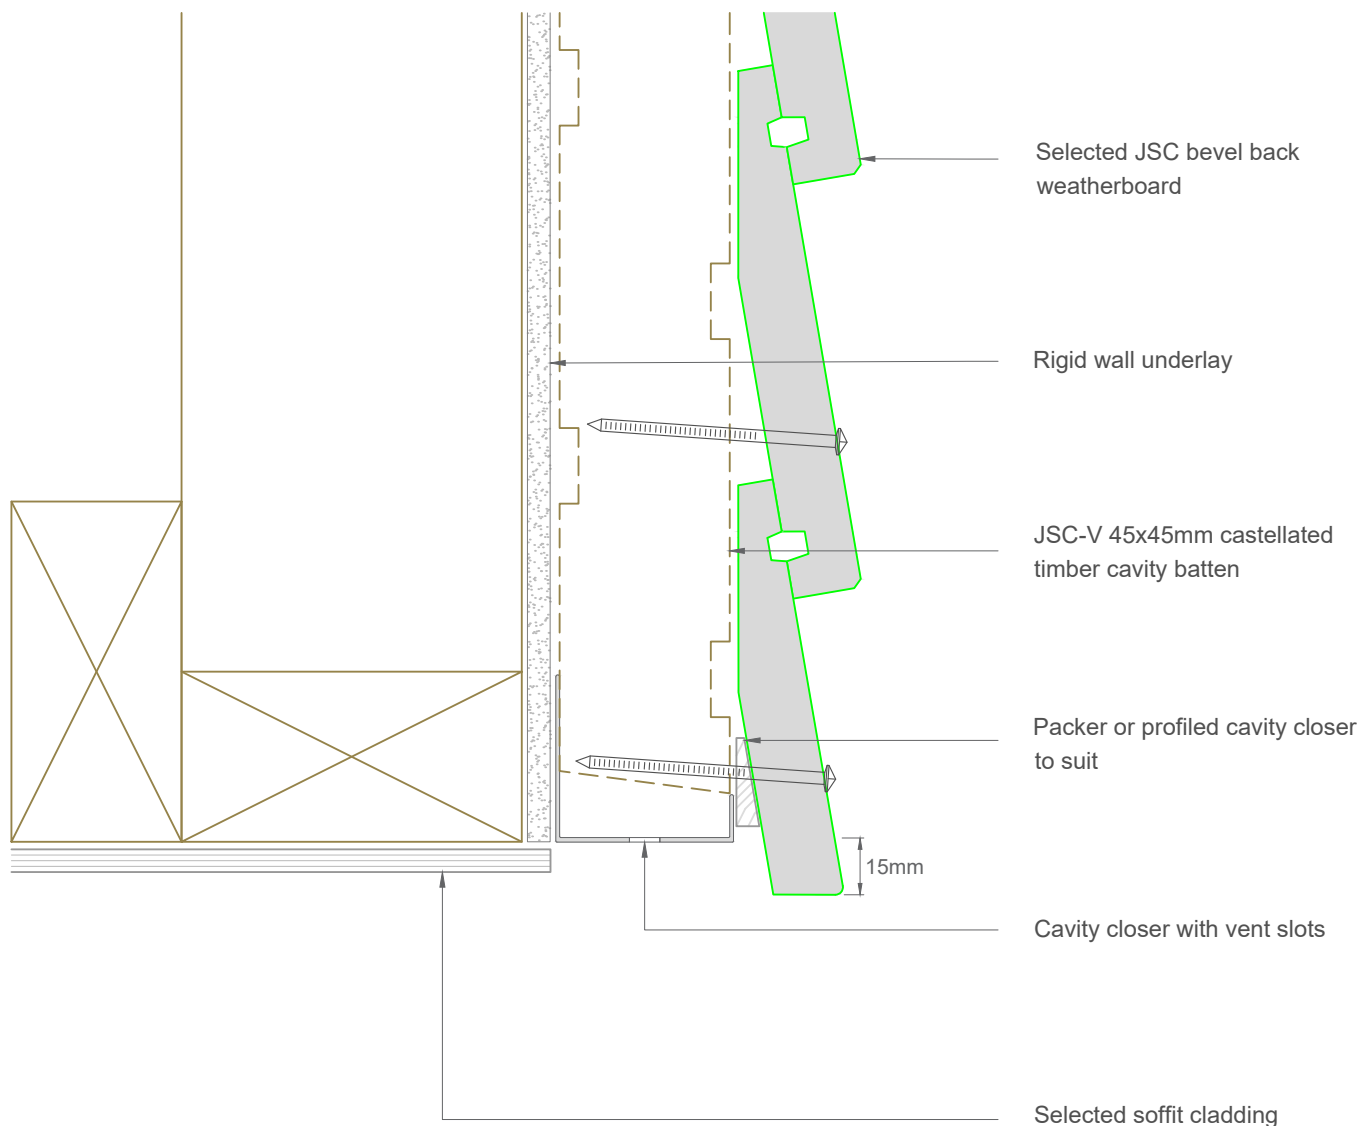 Selected JSC bevel back
weatherboard
Rigid wall underlay
JSC-V 45x45mm castellated
timber cavity batten
Packer or profiled cavity closer
to suit
15mm
Cavity closer with vent slots
Selected soffit cladding